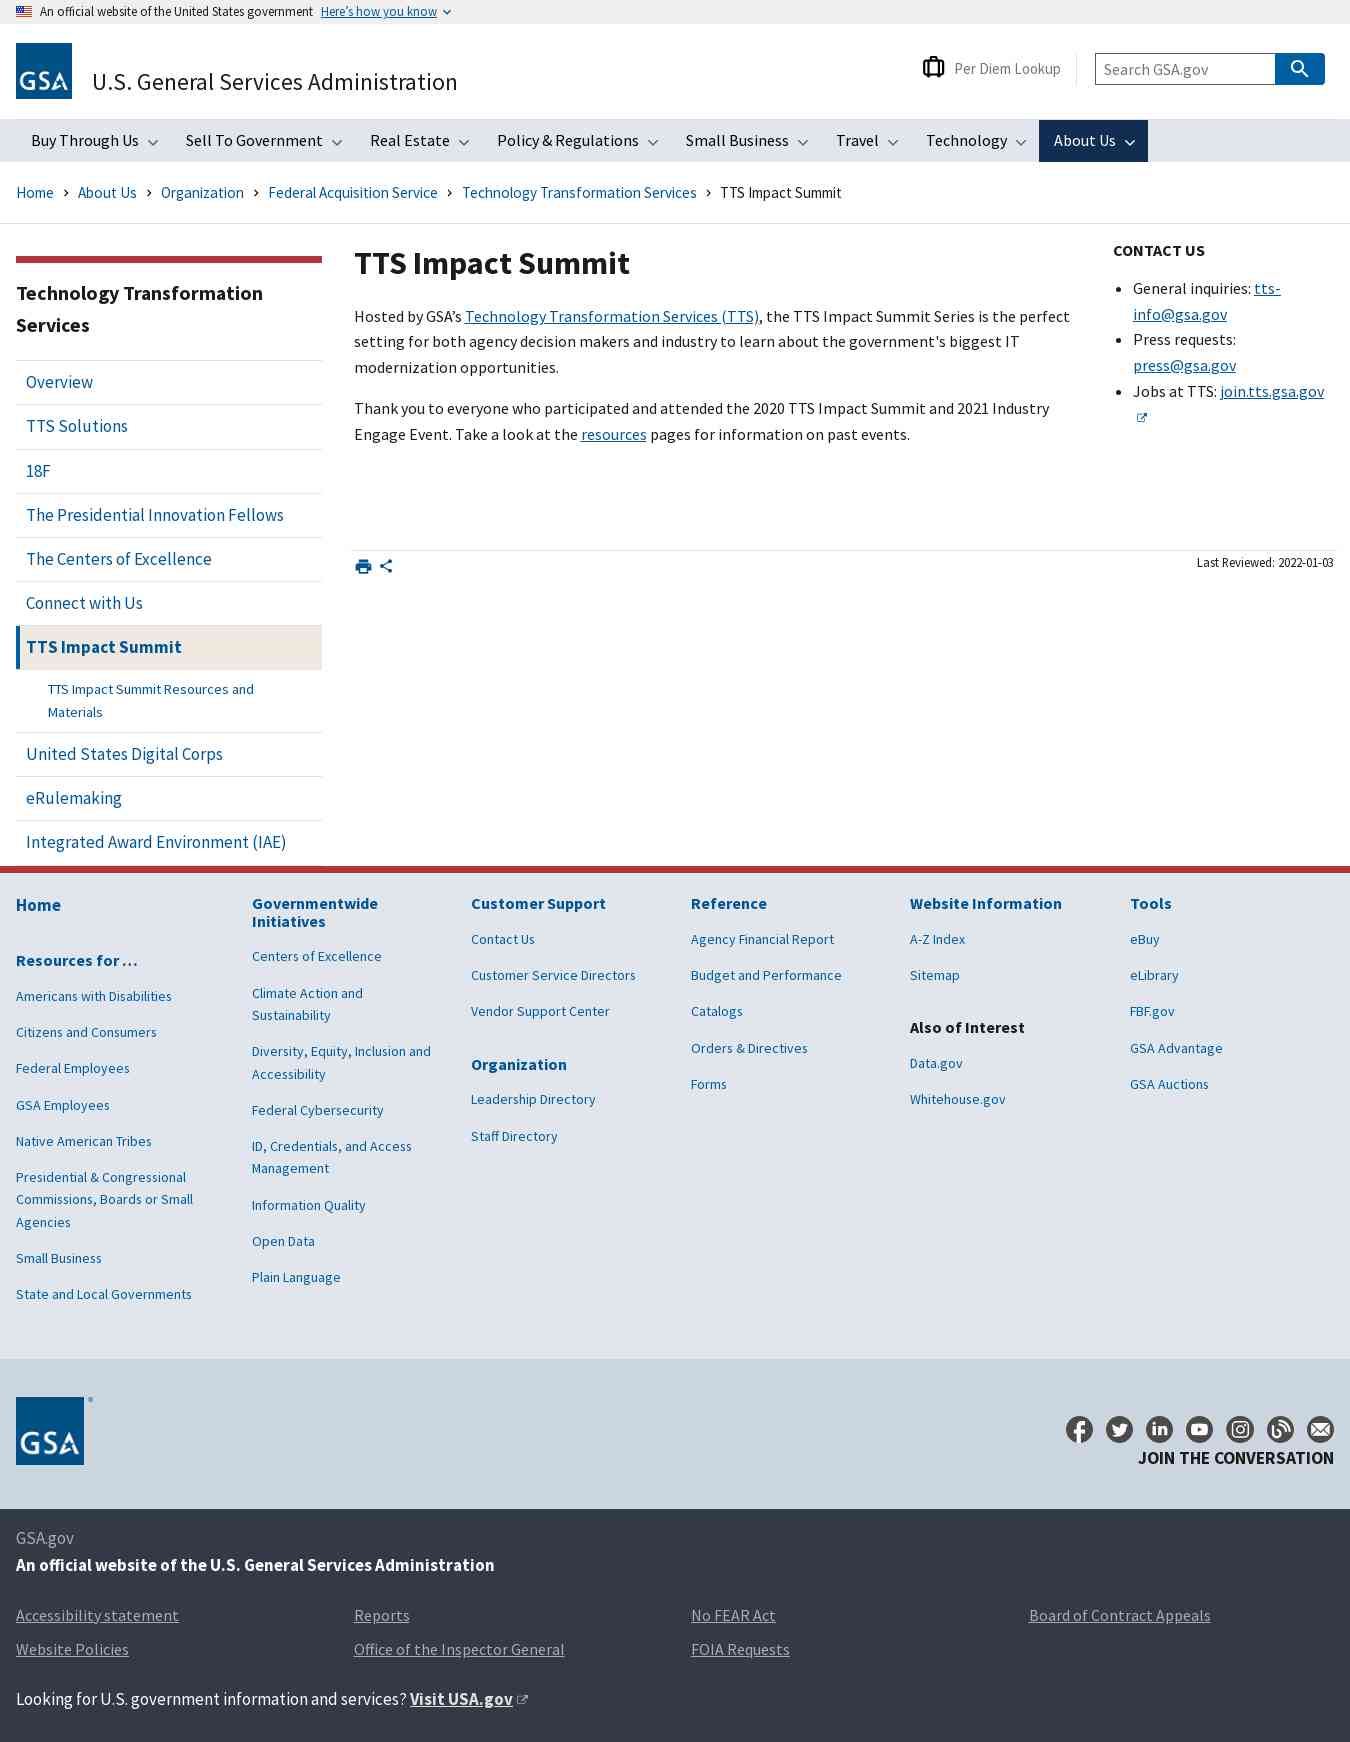 An official website of the United States government Here’s how you know
GSA
U.S. General Services Administration
Per Diem Lookup
Search GSA.gov
Buy Through Us Sell To Government Real Estate Policy & Regulations Small Business Travel Technology About Us
Home About Us Organization Federal Acquisition Service Technology Transformation Services TTS Impact Summit
Technology Transformation
Services
Overview
TTS Solutions
18F
The Presidential Innovation Fellows
The Centers of Excellence
Connect with Us
TTS Impact Summit
TTS Impact Summit Resources and
Materials
United States Digital Corps
eRulemaking
Integrated Award Environment (IAE)
TTS Impact Summit
Hosted by GSA’s Technology Transformation Services (TTS), the TTS Impact Summit Series is the perfect
setting for both agency decision makers and industry to learn about the government's biggest IT
modernization opportunities.
Thank you to everyone who participated and attended the 2020 TTS Impact Summit and 2021 Industry
Engage Event. Take a look at the resources pages for information on past events.
CONTACT US
General inquiries: tts-
info@gsa.gov
Press requests:
press@gsa.gov
Jobs at TTS: join.tts.gsa.gov
Last Reviewed: 2022-01-03
Home
Resources for …
Americans with Disabilities
Citizens and Consumers
Federal Employees
GSA Employees
Native American Tribes
Presidential & Congressional
Commissions, Boards or Small
Agencies
Small Business
State and Local Governments
Governmentwide
Initiatives
Centers of Excellence
Climate Action and
Sustainability
Diversity, Equity, Inclusion and
Accessibility
Federal Cybersecurity
ID, Credentials, and Access
Management
Information Quality
Open Data
Plain Language
Customer Support
Contact Us
Customer Service Directors
Vendor Support Center
Organization
Leadership Directory
Staff Directory
Reference
Agency Financial Report
Budget and Performance
Catalogs
Orders & Directives
Forms
Website Information
A-Z Index
Sitemap
Also of Interest
Data.gov
Whitehouse.gov
Tools
eBuy
eLibrary
FBF.gov
GSA Advantage
GSA Auctions
GSA
JOIN THE CONVERSATION
GSA.gov
An official website of the U.S. General Services Administration
Accessibility statement Reports No FEAR Act Board of Contract Appeals
Website Policies Office of the Inspector General FOIA Requests
Looking for U.S. government information and services? Visit USA.gov